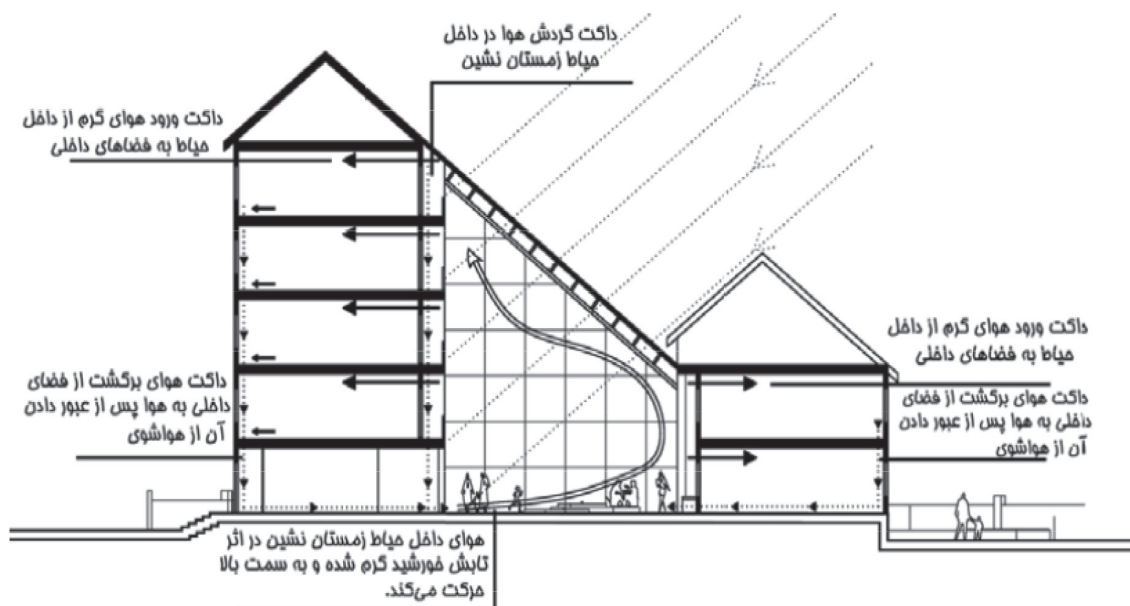 داکت گردش هوا در داخل
حیاط زمستان نشین
داکت ورود هوای گرم از داخل
حیاط به فضاهای داخلی
داکت ورود هوای گرم از داخل
حیاط به فضاهای داخلی
داکت هوای برگشت از فضای
داخلی به هوا پس از عبور دادن
آن از هواشوی
داکت هوای برگشت از فضای
داخلی به هوا پس از عبور دادن
آن از هواشوی
هوای داخل حیاط زمستان نشین در اثر
تابش خورشید گرم شده و به سمت بالا
حرکت می‌کند.